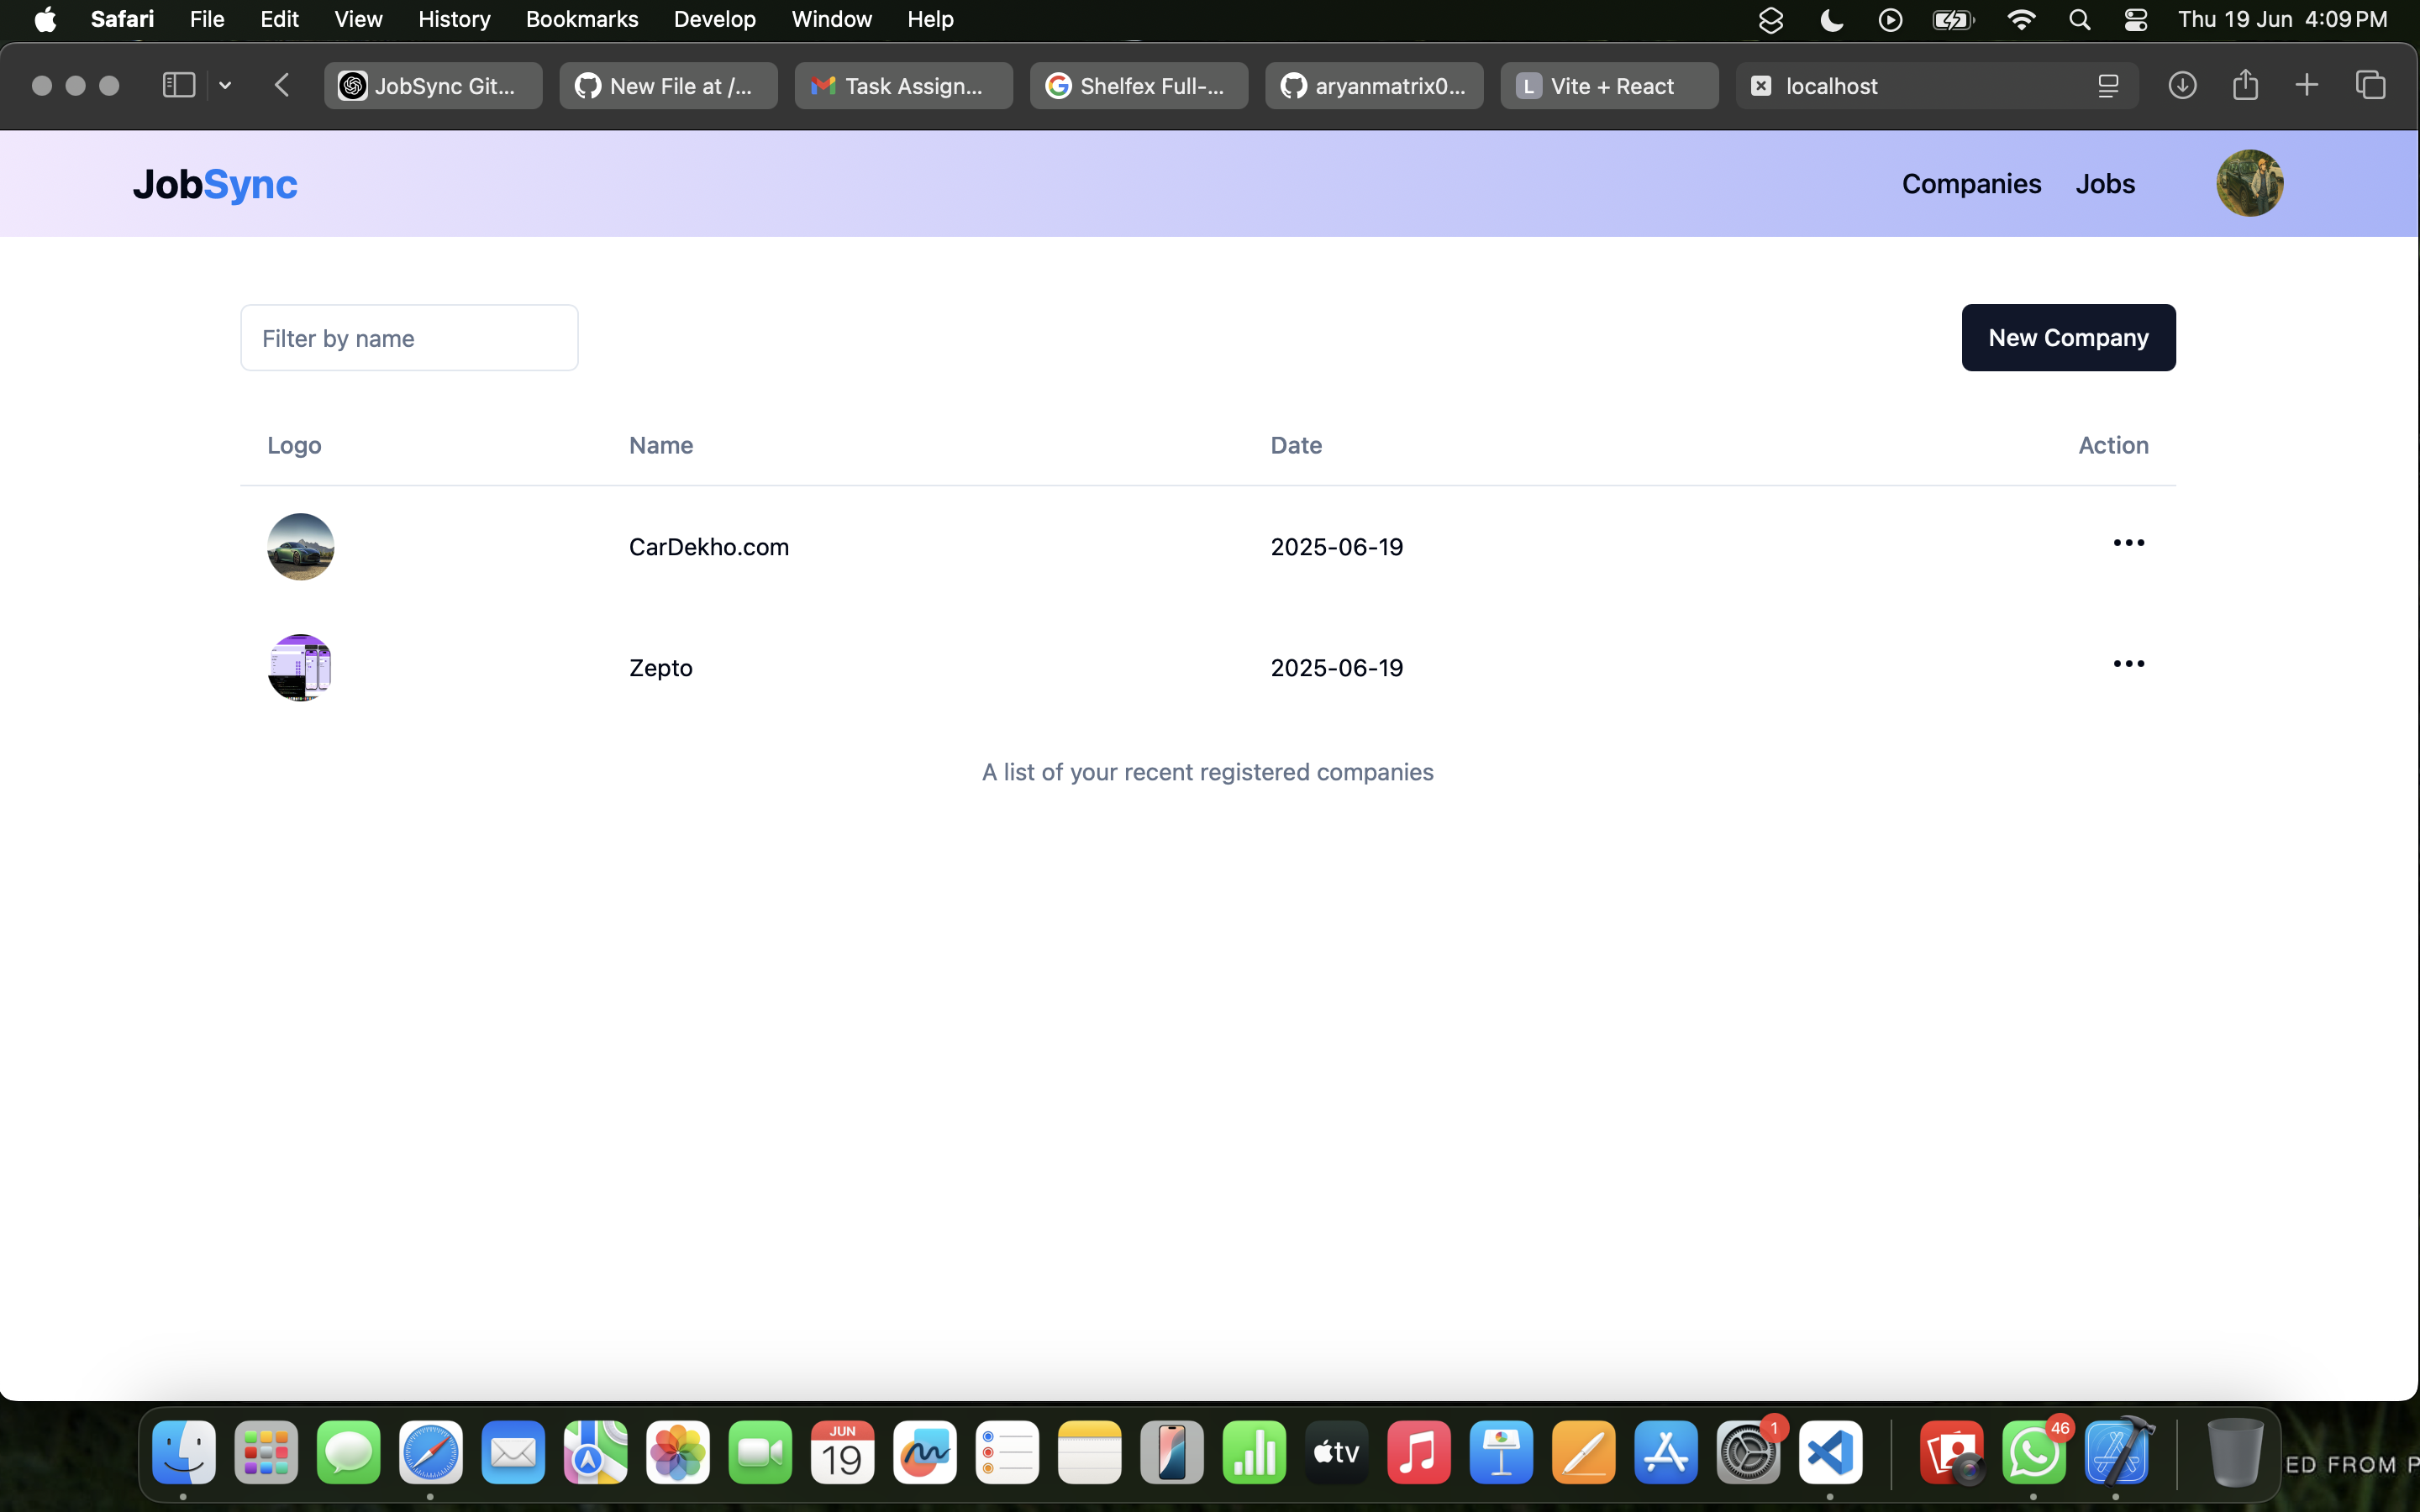 Safari File Edit View History Bookmarks Develop Window Help Thu 19 Jun 4:09 PM
JobSync Git... New File at /... Task Assign... Shelfex Full-... aryanmatrix0... L Vite + React localhost
JobSync Companies Jobs
Filter by name New Company
Logo Name Date Action
CarDekho.com 2025-06-19
Zepto 2025-06-19
A list of your recent registered companies
JUN
19
tv
1
46
ED FROM P